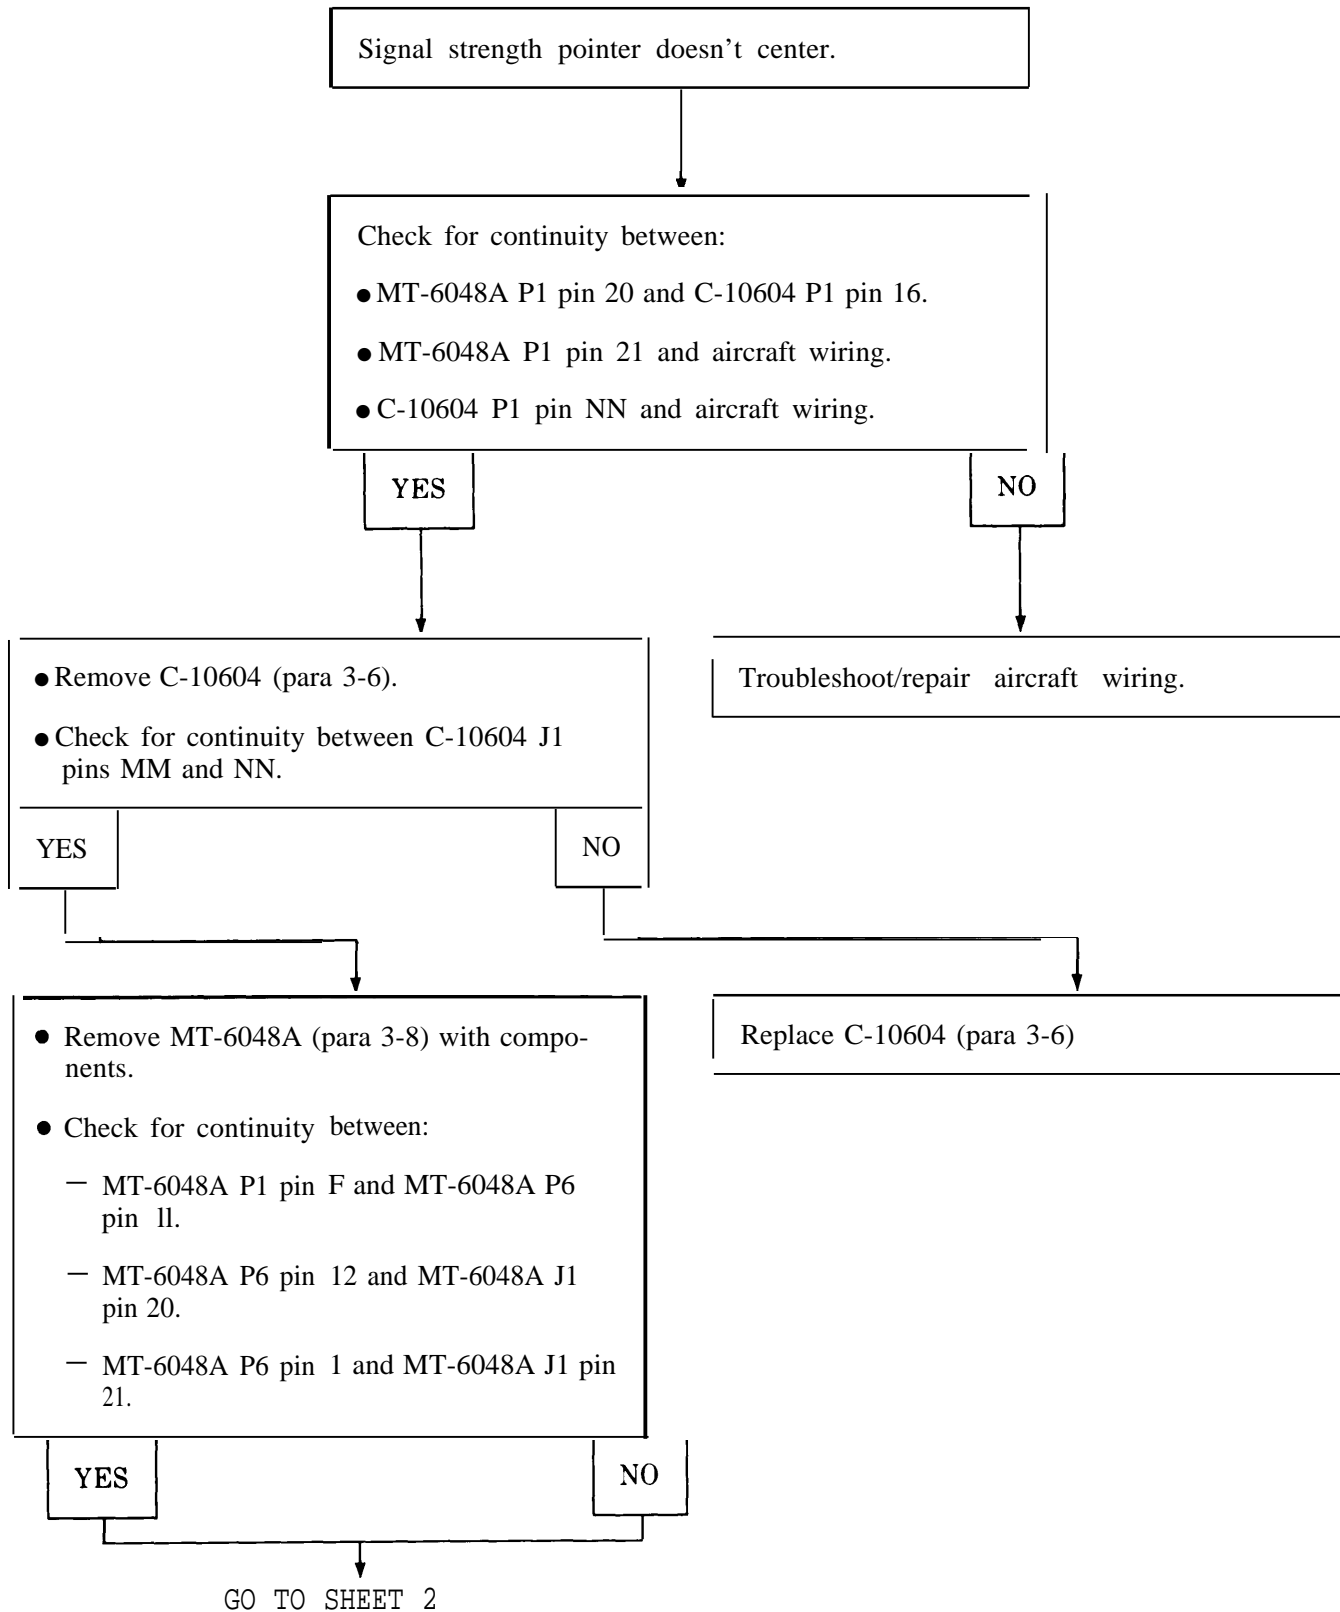 Signal strength pointer doesn't center.
Check for continuity between:
● MT-6048A P1 pin 20 and C-10604 P1 pin 16.
● MT-6048A P1 pin 21 and aircraft wiring.
● C-10604 P1 pin NN and aircraft wiring.
YES
NO
● Remove C-10604 (para 3-6).
● Check for continuity between C-10604 J1
pins MM and NN.
Troubleshoot/repair aircraft wiring.
YES
NO
● Remove MT-6048A (para 3-8) with compo-
nents.
● Check for continuity between:
— MT-6048A P1 pin F and MT-6048A P6
pin ll.
— MT-6048A P6 pin 12 and MT-6048A J1
pin 20.
— MT-6048A P6 pin 1 and MT-6048A J1 pin
21.
Replace C-10604 (para 3-6)
YES
NO
GO TO SHEET 2